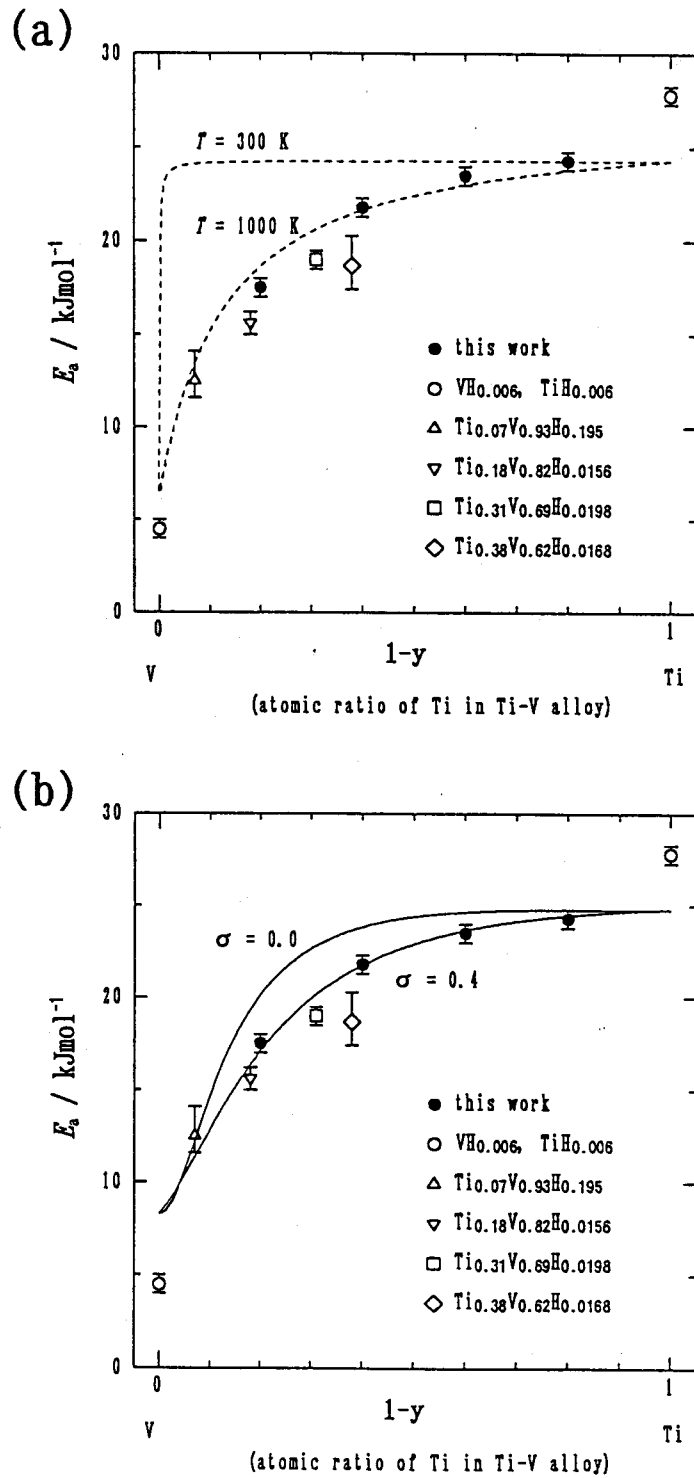 (a)
30
T = 300 K
T = 1000 K
20
Ea / kJmol⁻¹
this work
VH0.006, TiH0.006
10
Ti0.07V0.93H0.195
Ti0.18V0.82H0.0156
Ti0.31V0.69H0.0198
Ti0.38V0.62H0.0168
0
0 1-y 1
V Ti
(atomic ratio of Ti in Ti-V alloy)
(b)
30
σ = 0.0
σ = 0.4
20
Ea / kJmol⁻¹
this work
VH0.006, TiH0.006
10
Ti0.07V0.93H0.195
Ti0.18V0.82H0.0156
Ti0.31V0.69H0.0198
Ti0.38V0.62H0.0168
0
0 1-y 1
V Ti
(atomic ratio of Ti in Ti-V alloy)